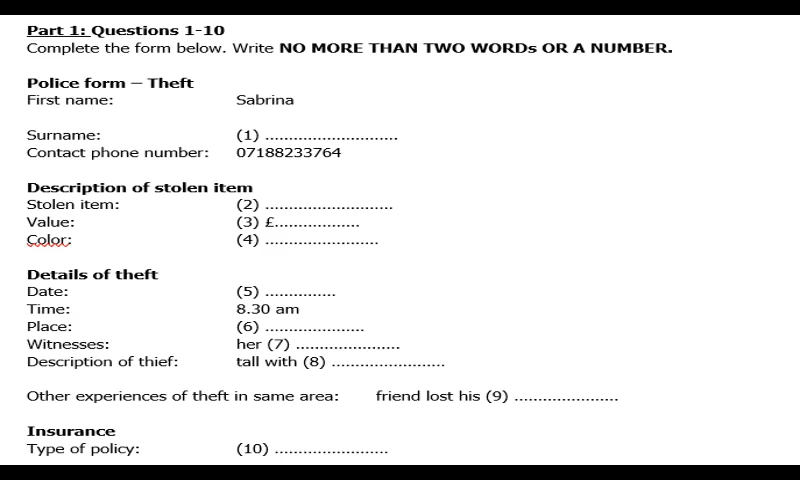 Part 1: Questions 1-10
Complete the form below. Write NO MORE THAN TWO WORDs OR A NUMBER.
Police form – Theft
First name: Sabrina
Surname: (1) ............................
Contact phone number: 07188233764
Description of stolen item
Stolen item: (2) ...........................
Value: (3) £..................
Color: (4) ........................
Details of theft
Date: (5) ...............
Time: 8.30 am
Place: (6) .....................
Witnesses: her (7) ......................
Description of thief: tall with (8) ........................
Other experiences of theft in same area: friend lost his (9) ......................
Insurance
Type of policy: (10) ........................